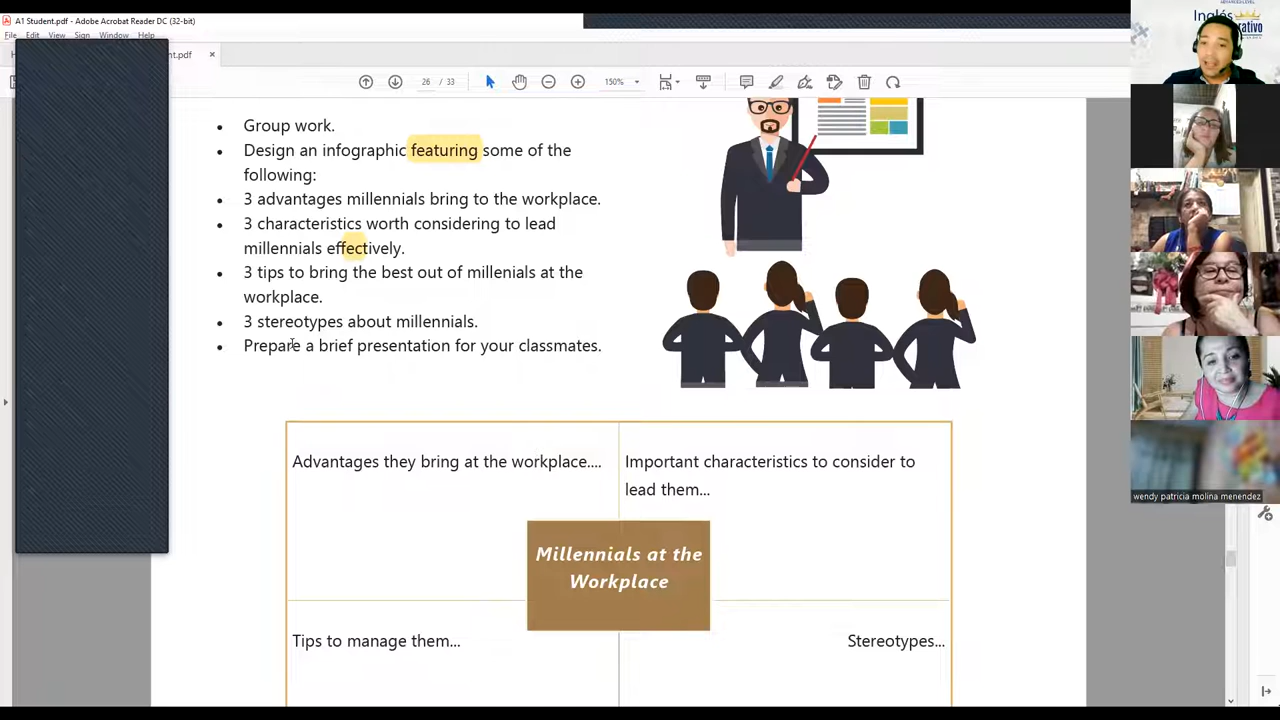 A1 Student.pdf - Adobe Acrobat Reader DC (32-bit)
File Edit View Sign Window Help
nt.pdf ×
26 / 33
150%
Group work.
Design an infographic featuring some of the
following:
3 advantages millennials bring to the workplace.
3 characteristics worth considering to lead
millennials effectively.
3 tips to bring the best out of millenials at the
workplace.
3 stereotypes about millennials.
Prepare a brief presentation for your classmates.
Advantages they bring at the workplace....
Important characteristics to consider to
lead them...
Millennials at the
Workplace
Tips to manage them...
Stereotypes...
Inglés
wendy patricia molina menendez